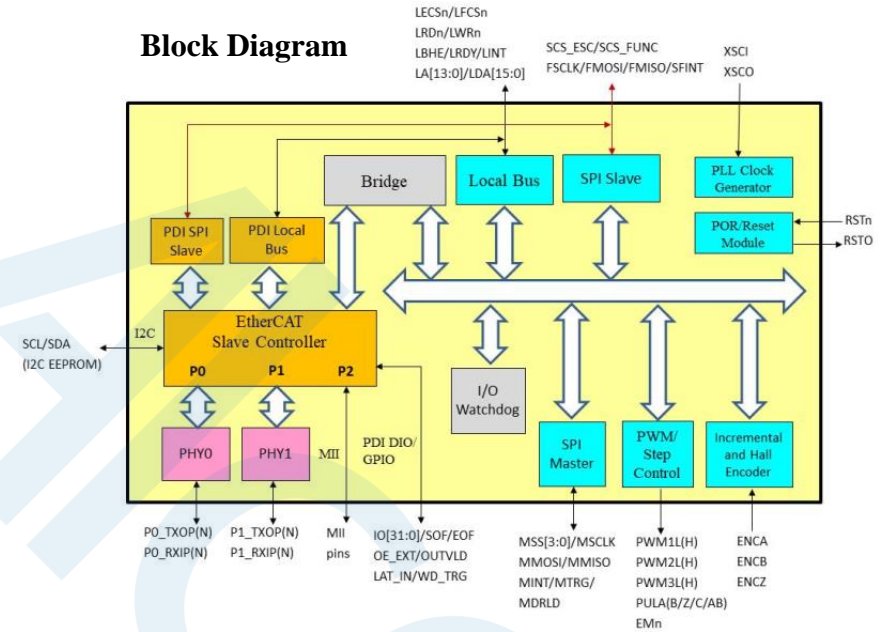 Block Diagram
LECSn/LFCSn
LRDn/LWRn
LBHE/LRDY/LINT
LA[13:0]/LDA[15:0]
SCS_ESC/SCS_FUNC
FSCLK/FMOSI/FMISO/SFINT
XSCI
XSCO
Bridge
Local Bus
SPI Slave
PLL Clock
Generator
PDI SPI
Slave
PDI Local
Bus
POR/Reset
Module
RSTn
RSTO
EtherCAT
Slave Controller
P0 P1 P2
I2C
SCL/SDA
(I2C EEPROM)
I/O
Watchdog
PHY0
PHY1
MII
PDI DIO/
GPIO
SPI
Master
PWM/
Step
Control
Incremental
and Hall
Encoder
P0_TXOP(N)
P0_RXIP(N)
P1_TXOP(N)
P1_RXIP(N)
MII
pins
IO[31:0]/SOF/EOF
OE_EXT/OUTVLD
LAT_IN/WD_TRG
MSS[3:0]/MSCLK
MMOSI/MMISO
MINT/MTRG/
MDRLD
PWM1L(H)
PWM2L(H)
PWM3L(H)
PULA(B/Z/C/AB)
EMn
ENCA
ENCB
ENCZ